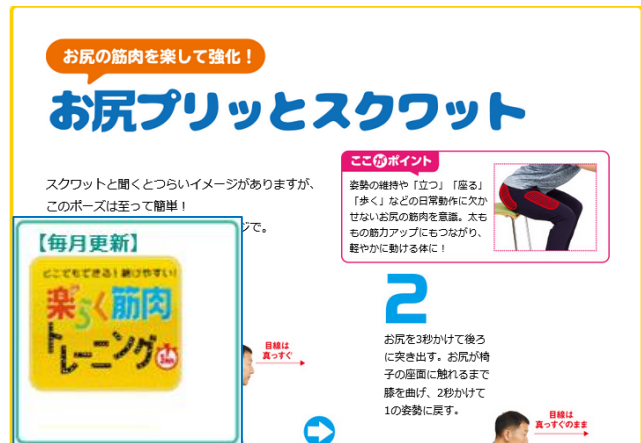 お尻の筋肉を楽して強化！
お尻プリッとスクワット
スクワットと聞くとつらいイメージがありますが、
このポーズは至って簡単！
ジで。
ここがポイント
姿勢の維持や「立つ」「座る」
「歩く」などの日常動作に欠か
せないお尻の筋肉を意識。太も
もの筋力アップにもつながり、
軽やかに動ける体に！
【毎月更新】
どこでもできる！続けやすい！
楽らく筋肉
トレーニング
目線は
真っすぐ
2
お尻を3秒かけて後ろ
に突き出す。お尻が椅
子の座面に触れるまで
膝を曲げ、2秒かけて
1の姿勢に戻す。
目線は
真っすぐのまま